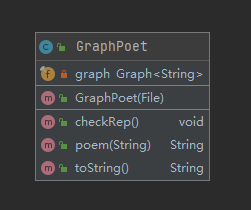 GraphPoet
graph Graph<String>
GraphPoet(File)
checkRep() void
poem(String) String
toString() String